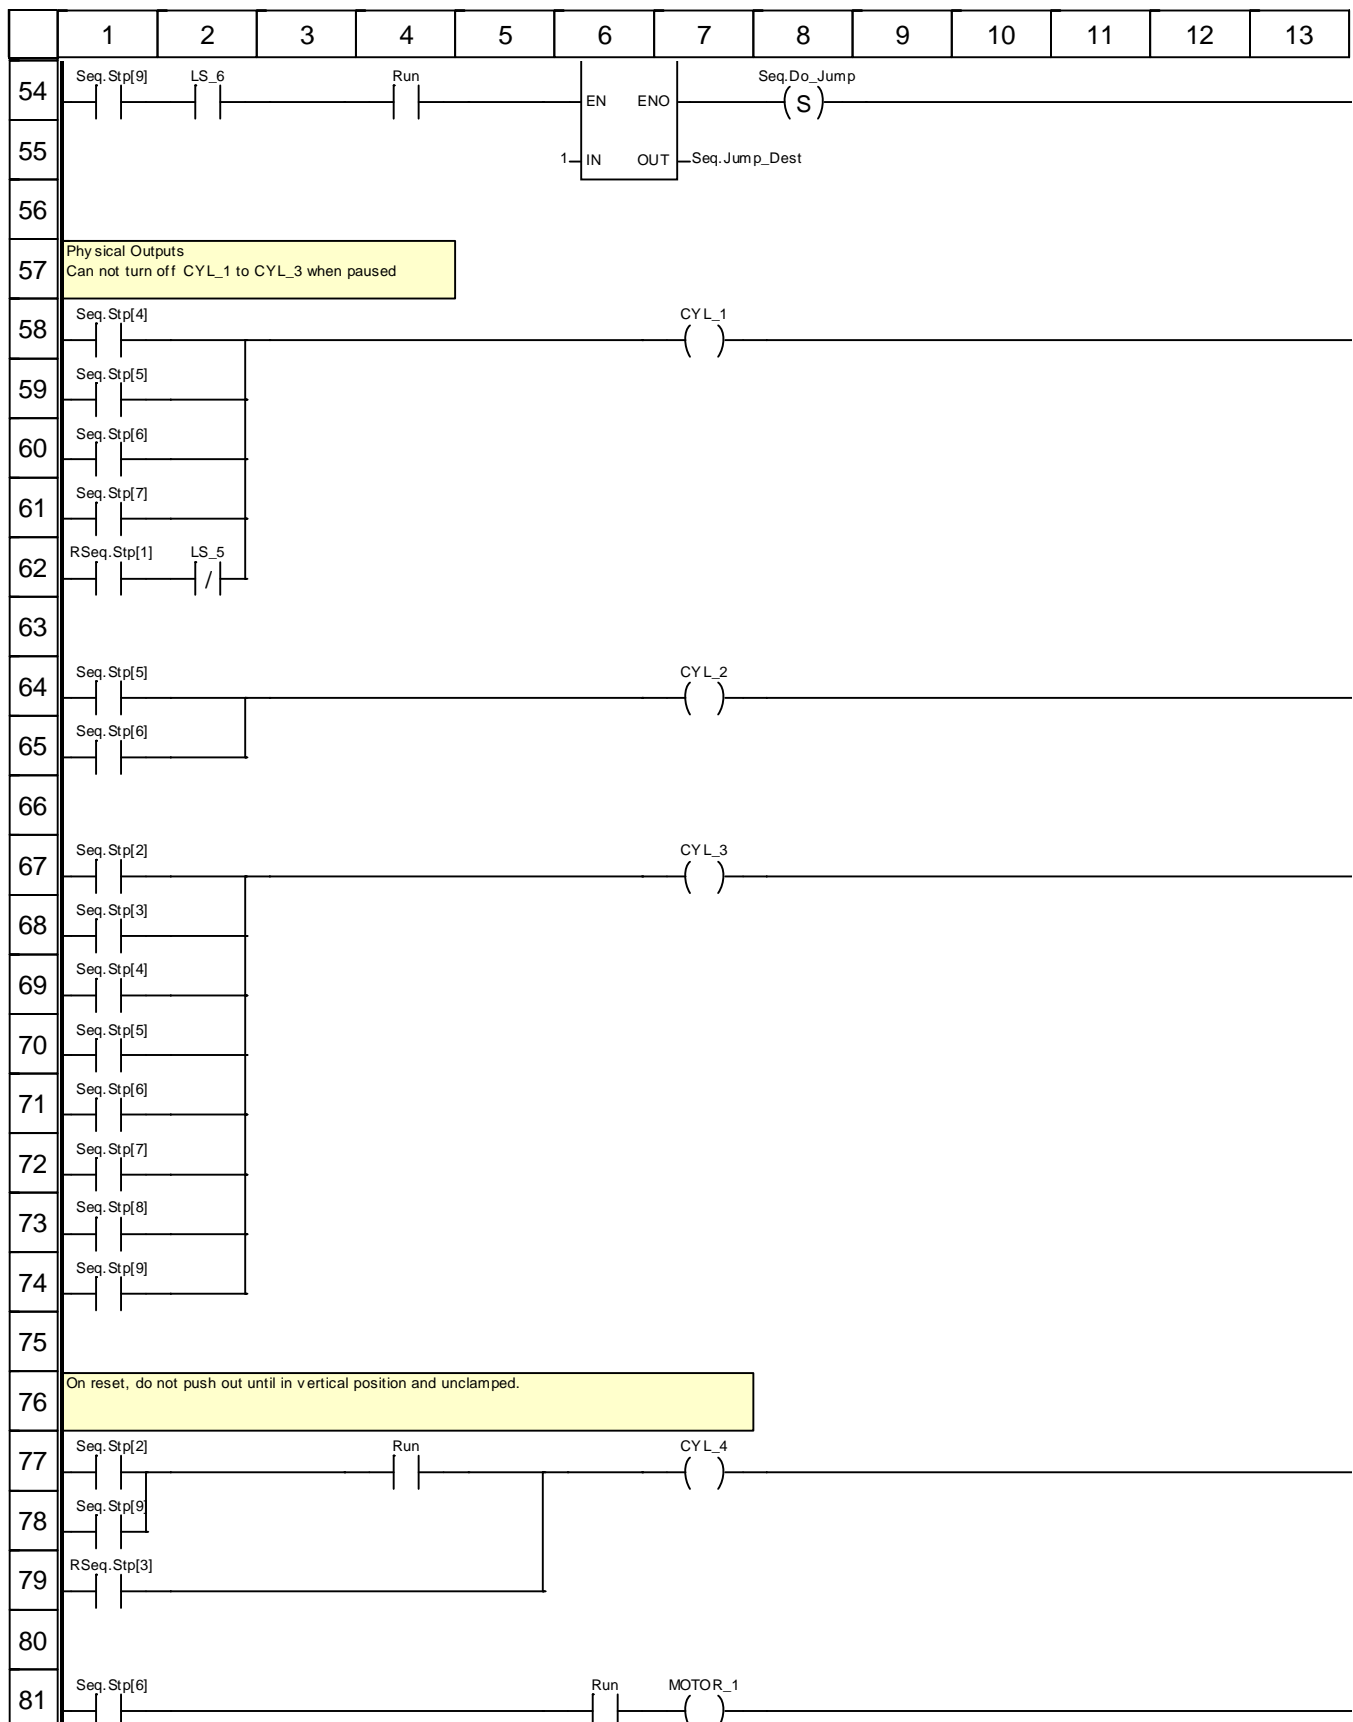 1 2 3 4 5 6 7 8 9 10 11 12 13
54 Seq.Stp[9] LS_6 Run Seq.Do_Jump
EN ENO S
55 1 IN OUT Seq.Jump_Dest
56
57 Physical Outputs
Can not turn off CYL_1 to CYL_3 when paused
58 Seq.Stp[4] CYL_1
59 Seq.Stp[5]
60 Seq.Stp[6]
61 Seq.Stp[7]
62 RSeq.Stp[1] LS_5
/
63
64 Seq.Stp[5] CYL_2
65 Seq.Stp[6]
66
67 Seq.Stp[2] CYL_3
68 Seq.Stp[3]
69 Seq.Stp[4]
70 Seq.Stp[5]
71 Seq.Stp[6]
72 Seq.Stp[7]
73 Seq.Stp[8]
74 Seq.Stp[9]
75
76 On reset, do not push out until in vertical position and unclamped.
77 Seq.Stp[2] Run CYL_4
78 Seq.Stp[9]
79 RSeq.Stp[3]
80
81 Seq.Stp[6] Run MOTOR_1